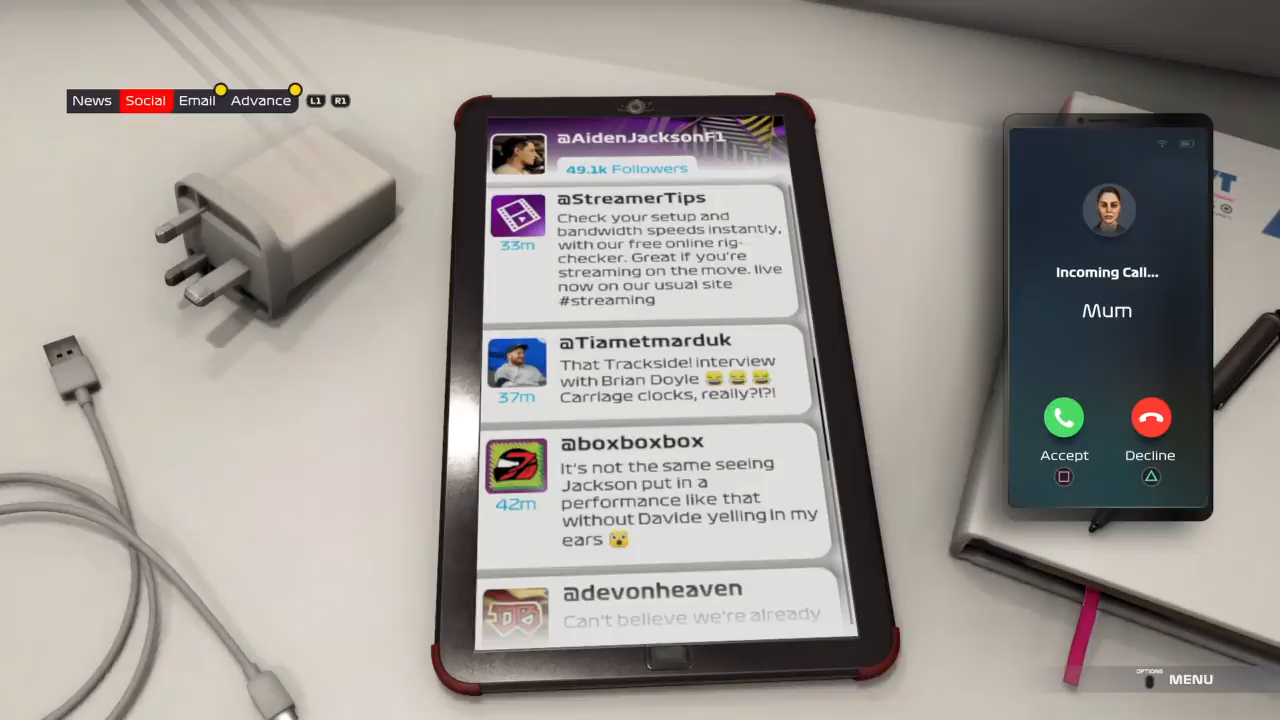 News Social Email Advance L1 R1
@AidenJacksonF1
49.1k Followers
@StreamerTips
33m
Check your setup and
bandwidth speeds instantly,
with our free online rig-
checker. Great if you're
streaming on the move. live
now on our usual site
#streaming
@Tiametmarduk
37m
That Trackside! interview
with Brian Doyle 😂 😂 😂
Carriage clocks, really?!?!
@boxboxbox
42m
It's not the same seeing
Jackson put in a
performance like that
without Davide yelling in my
ears 😲
@devonheaven
Can't believe we're already
Incoming Call...
Mum
Accept Decline
OPTIONS
MENU